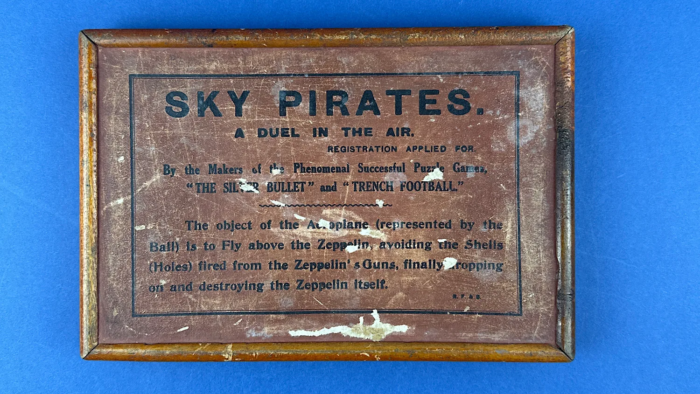 SKY PIRATES.
A DUEL IN THE AIR.
REGISTRATION APPLIED FOR.
By the Makers of the Phenomenal Successful Puzzle Games,
"THE SILVER BULLET" and "TRENCH FOOTBALL."
The object of the Aeroplane (represented by the
Ball) is to Fly above the Zeppelin, avoiding the Shells
(Holes) fired from the Zeppelin's Guns, finally dropping
on and destroying the Zeppelin itself.